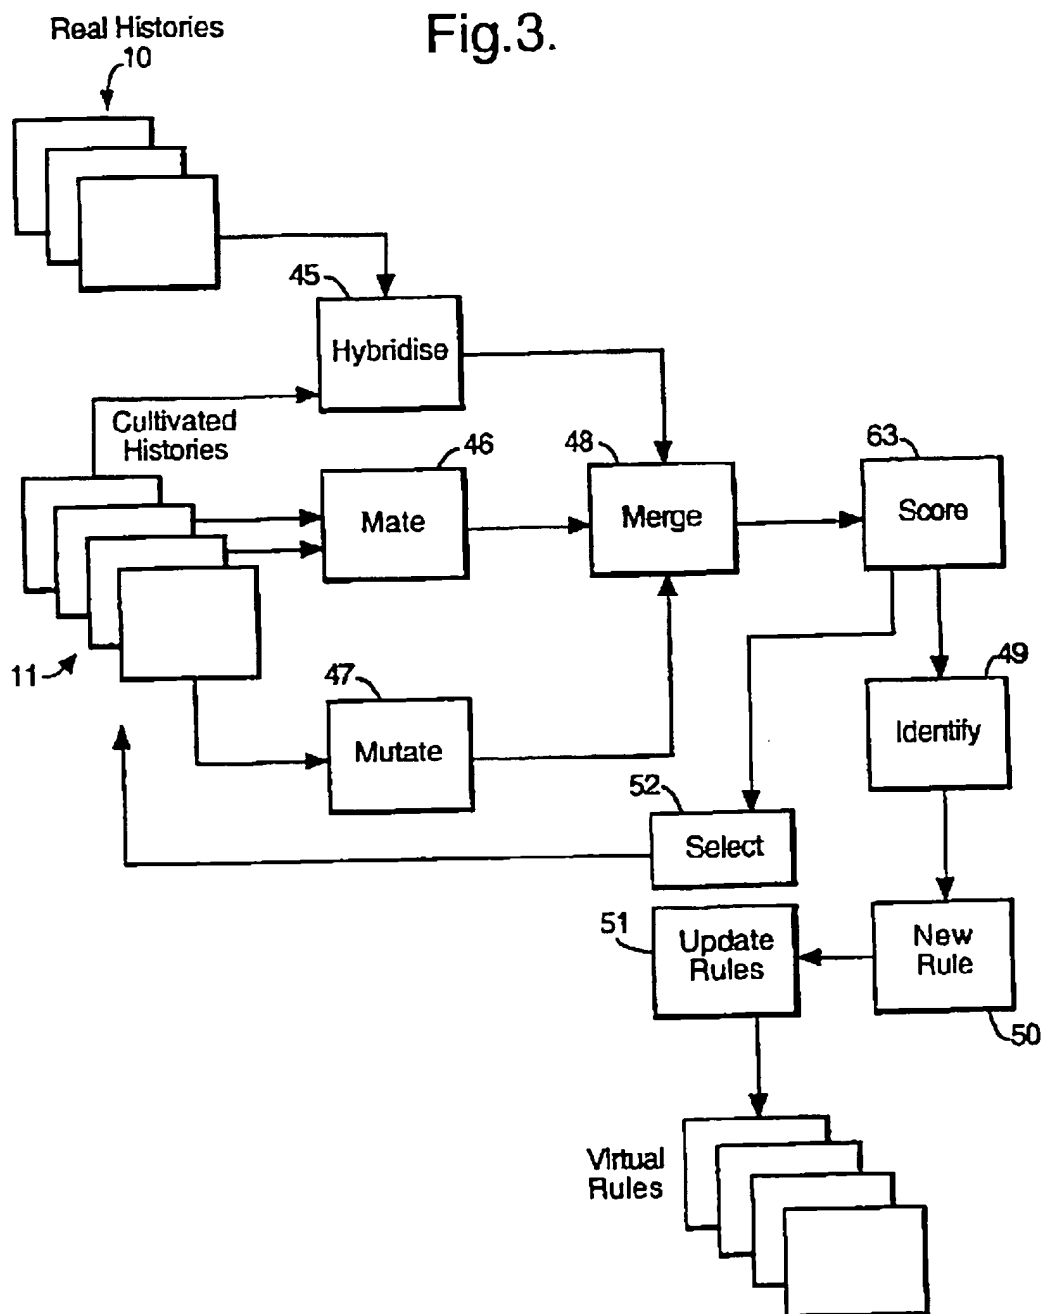 Fig.3.
Real Histories
10
45
Hybridise
Cultivated
Histories
46
Mate
48
Merge
63
Score
11
47
Mutate
49
Identify
52
Select
51
Update
Rules
New
Rule
50
Virtual
Rules